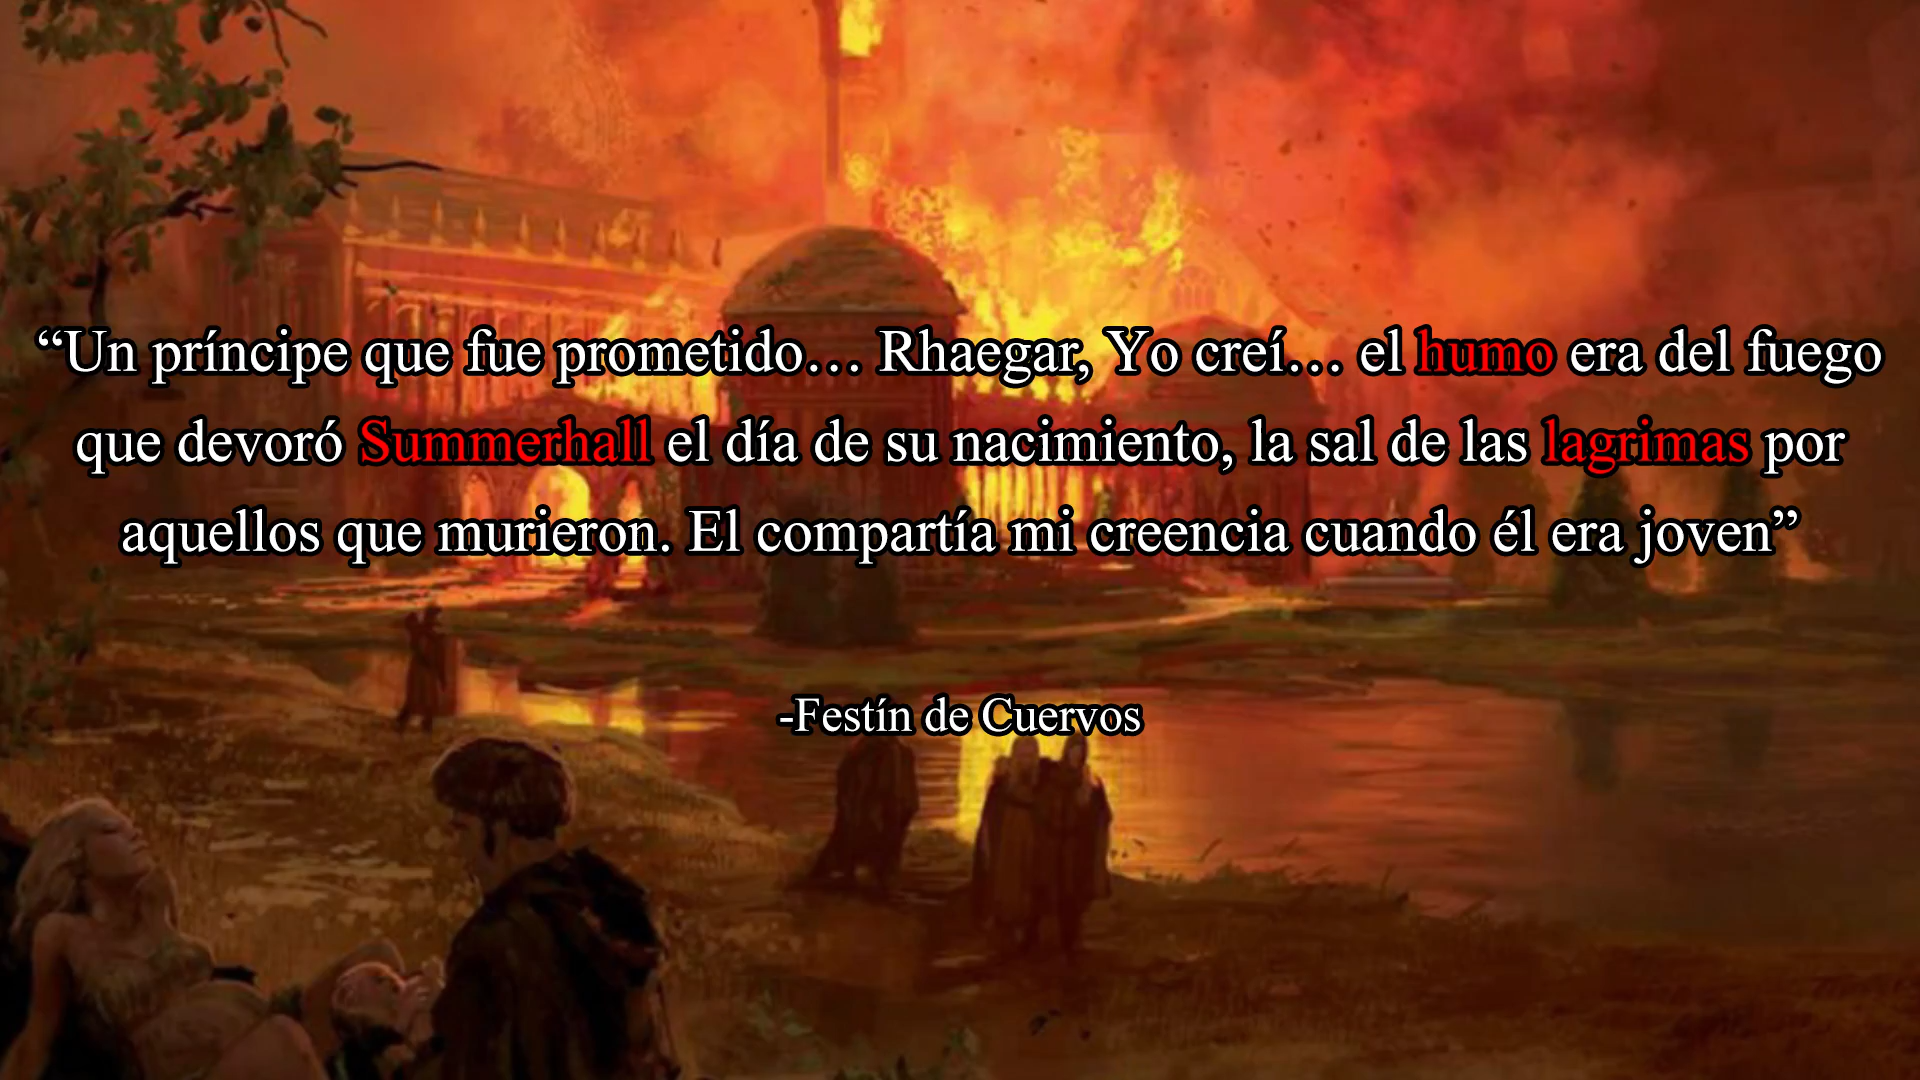 “Un príncipe que fue prometido… Rhaegar, Yo creí… el humo era del fuego
que devoró Summerhall el día de su nacimiento, la sal de las lagrimas por
aquellos que murieron. El compartía mi creencia cuando él era joven”
-Festín de Cuervos